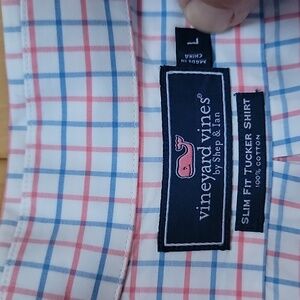 L
MADE IN
CHINA
vineyard vines®
by Shep & Ian
SLIM FIT TUCKER SHIRT
100% COTTON